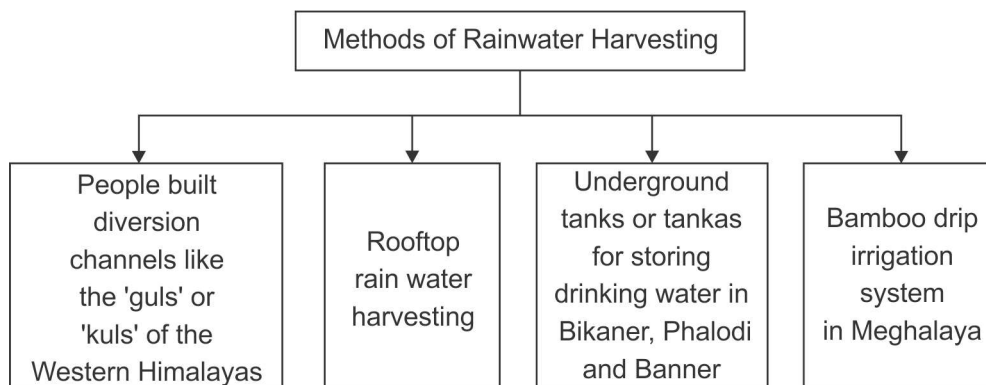 Methods of Rainwater Harvesting
People built
diversion
channels like
the 'guls' or
'kuls' of the
Western Himalayas
Rooftop
rain water
harvesting
Underground
tanks or tankas
for storing
drinking water in
Bikaner, Phalodi
and Banner
Bamboo drip
irrigation
system
in Meghalaya